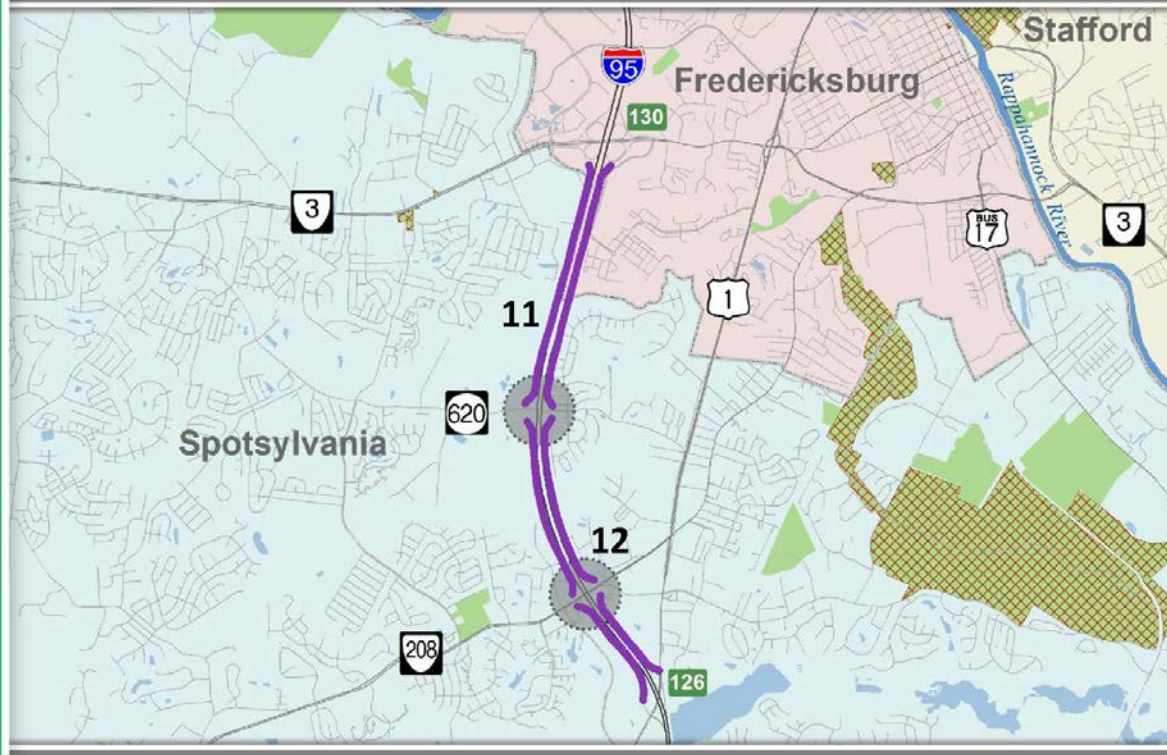 Stafford
95
Fredericksburg
130
Rappahannock River
3
BUS
17
3
1
11
620
Spotsylvania
12
208
126